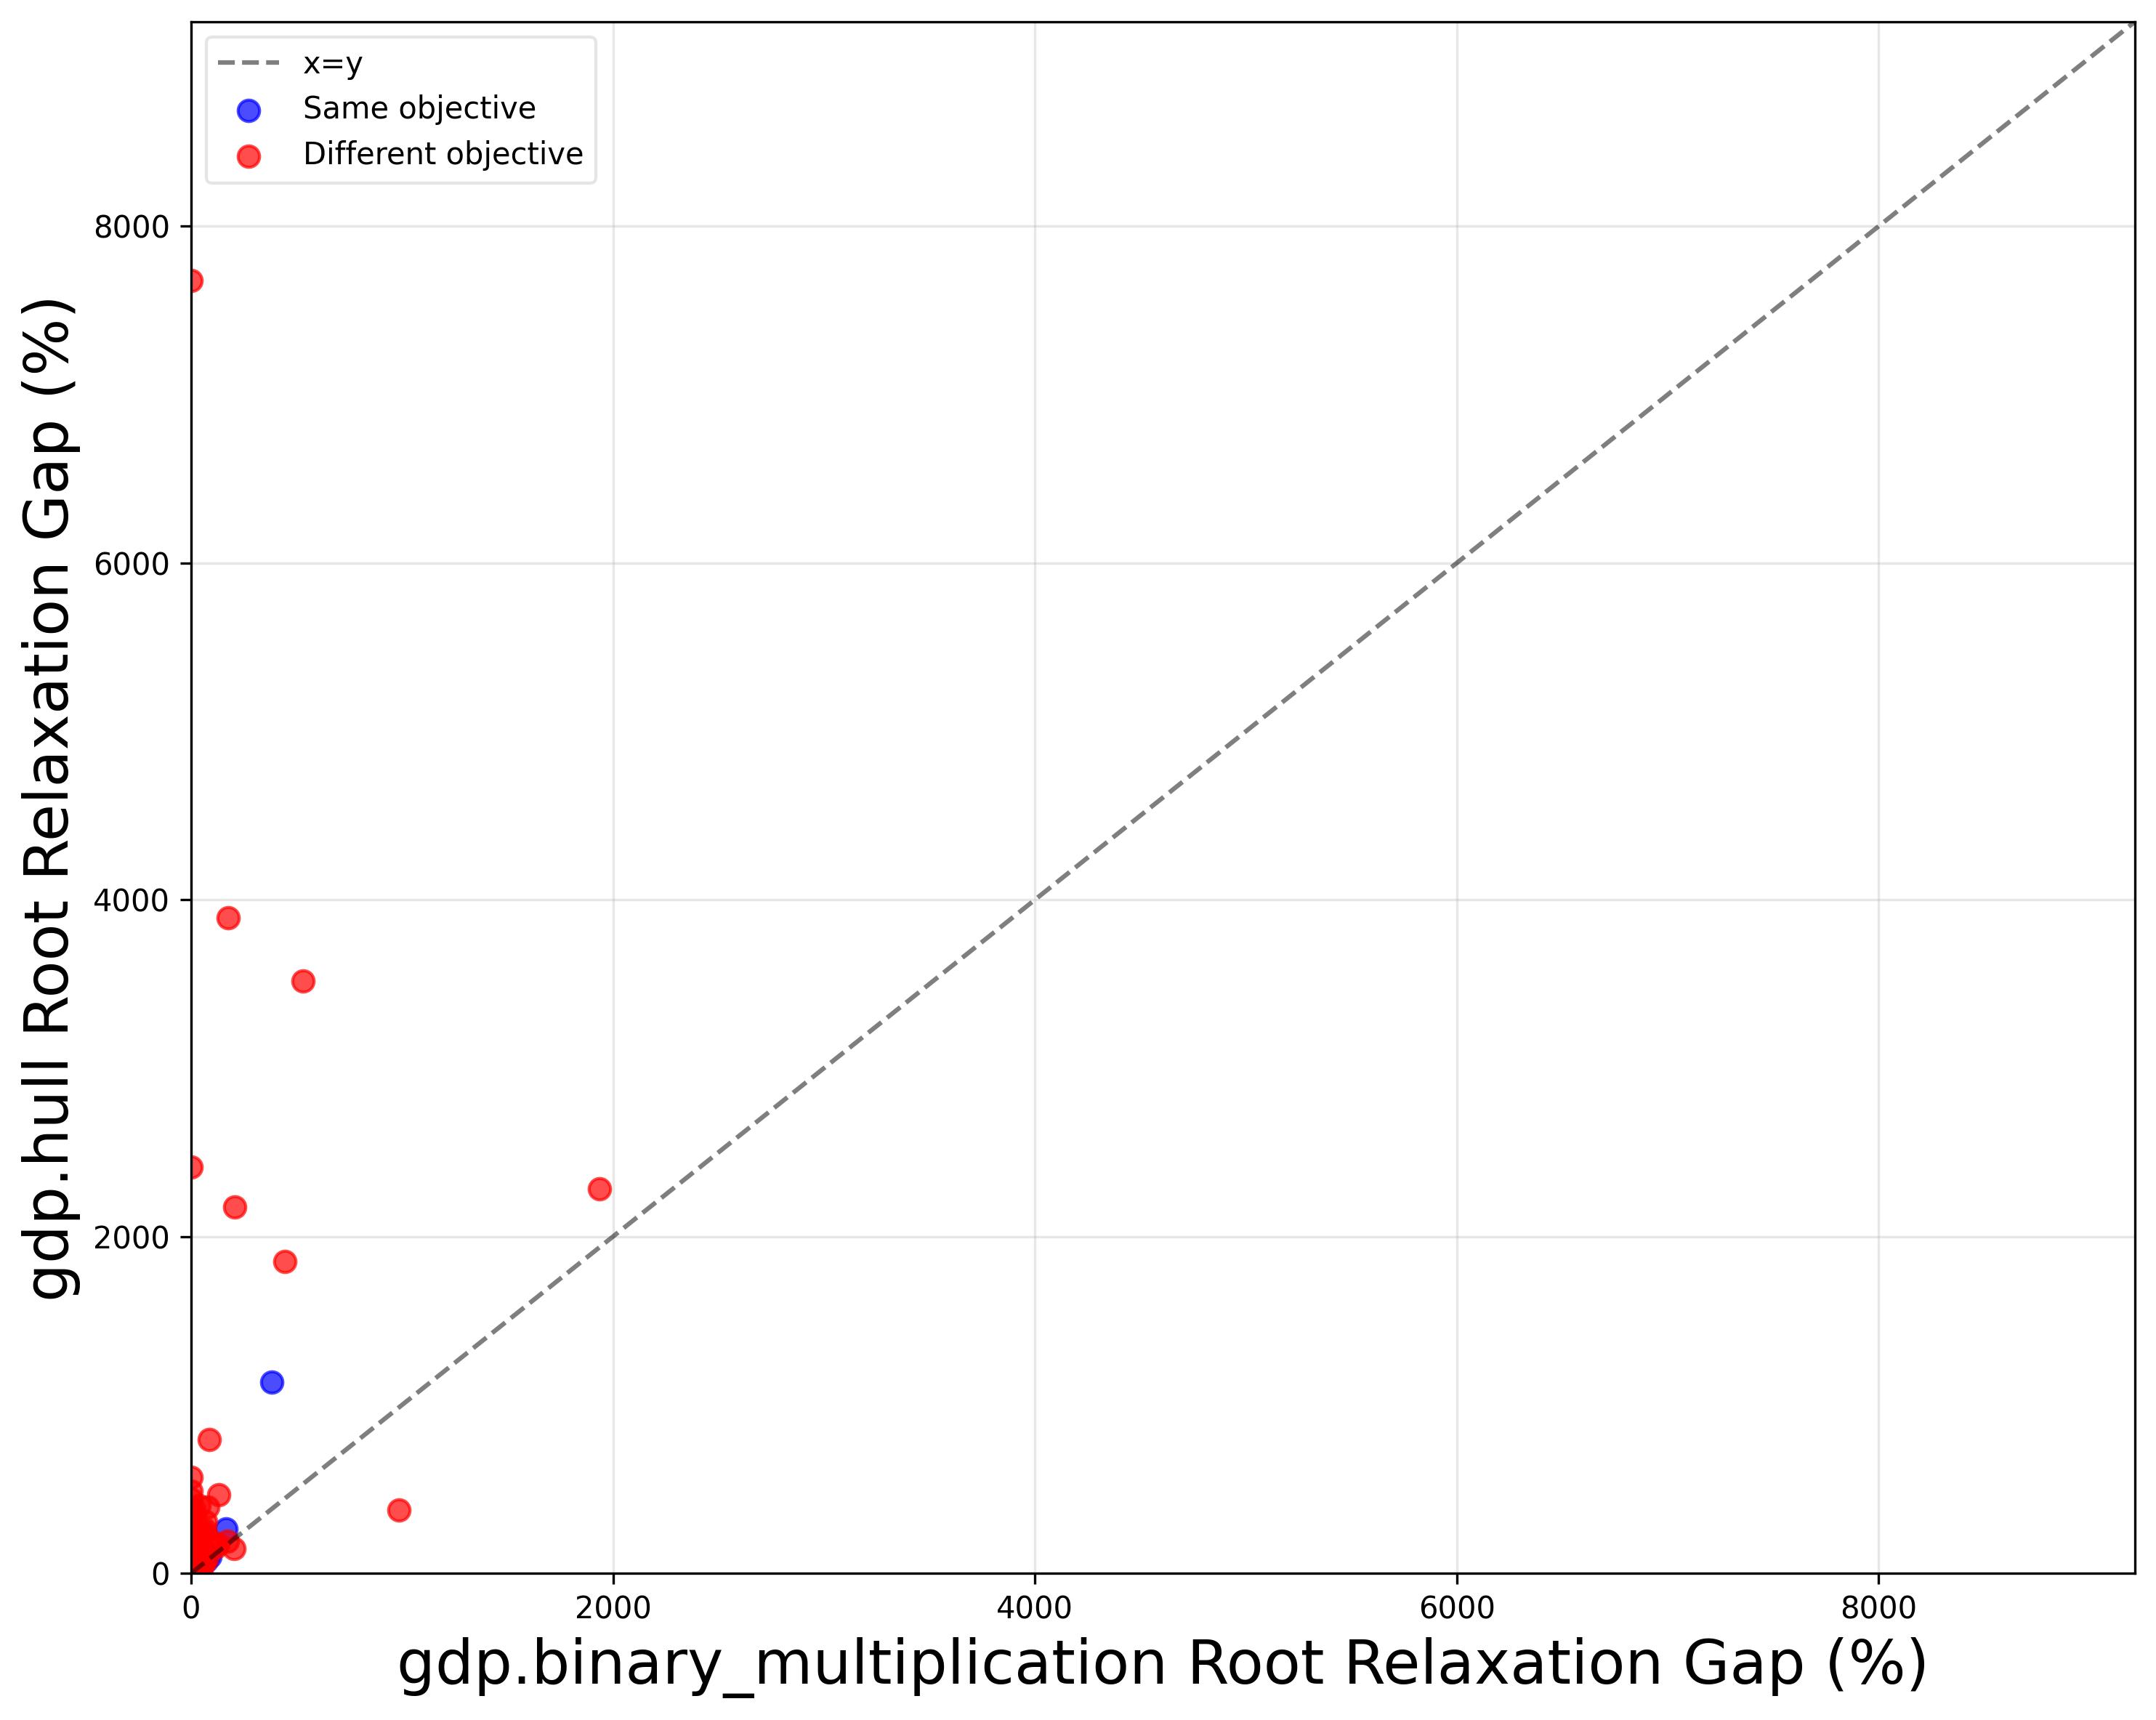 x=y
Same objective
Different objective
8000
6000
4000
2000
0
gdp.hull Root Relaxation Gap (%)
0 2000 4000 6000 8000
gdp.binary_multiplication Root Relaxation Gap (%)